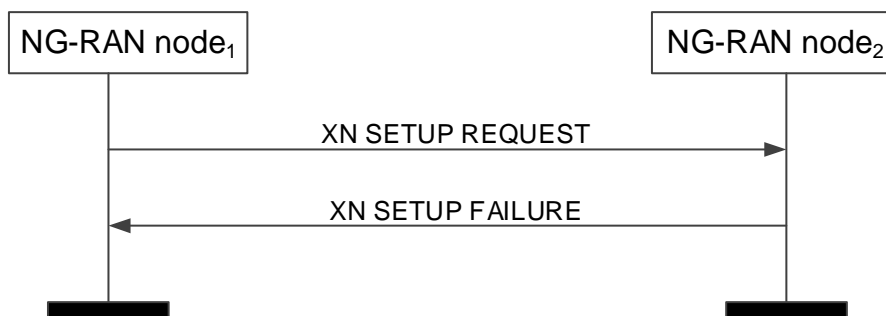 NG-RAN node₁
NG-RAN node₂
XN SETUP REQUEST
XN SETUP FAILURE